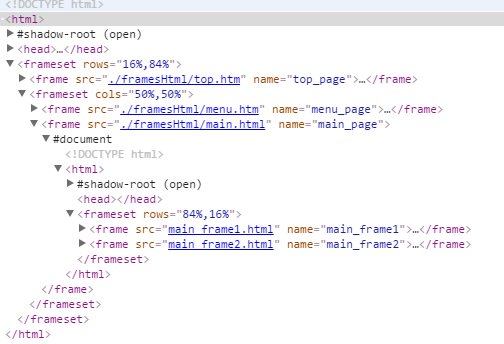 <!DOCTYPE html>
<html>
#shadow-root (open)
<head>…</head>
<frameset rows="16%,84%">
<frame src="./framesHtml/top.htm" name="top_page">…</frame>
<frameset cols="50%,50%">
<frame src="./framesHtml/menu.htm" name="menu_page">…</frame>
<frame src="./framesHtml/main.html" name="main_page">
#document
<!DOCTYPE html>
<html>
#shadow-root (open)
<head></head>
<frameset rows="84%,16%">
<frame src="main_frame1.html" name="main_frame1">…</frame>
<frame src="main_frame2.html" name="main_frame2">…</frame>
</frameset>
</html>
</frame>
</frameset>
</frameset>
</html>